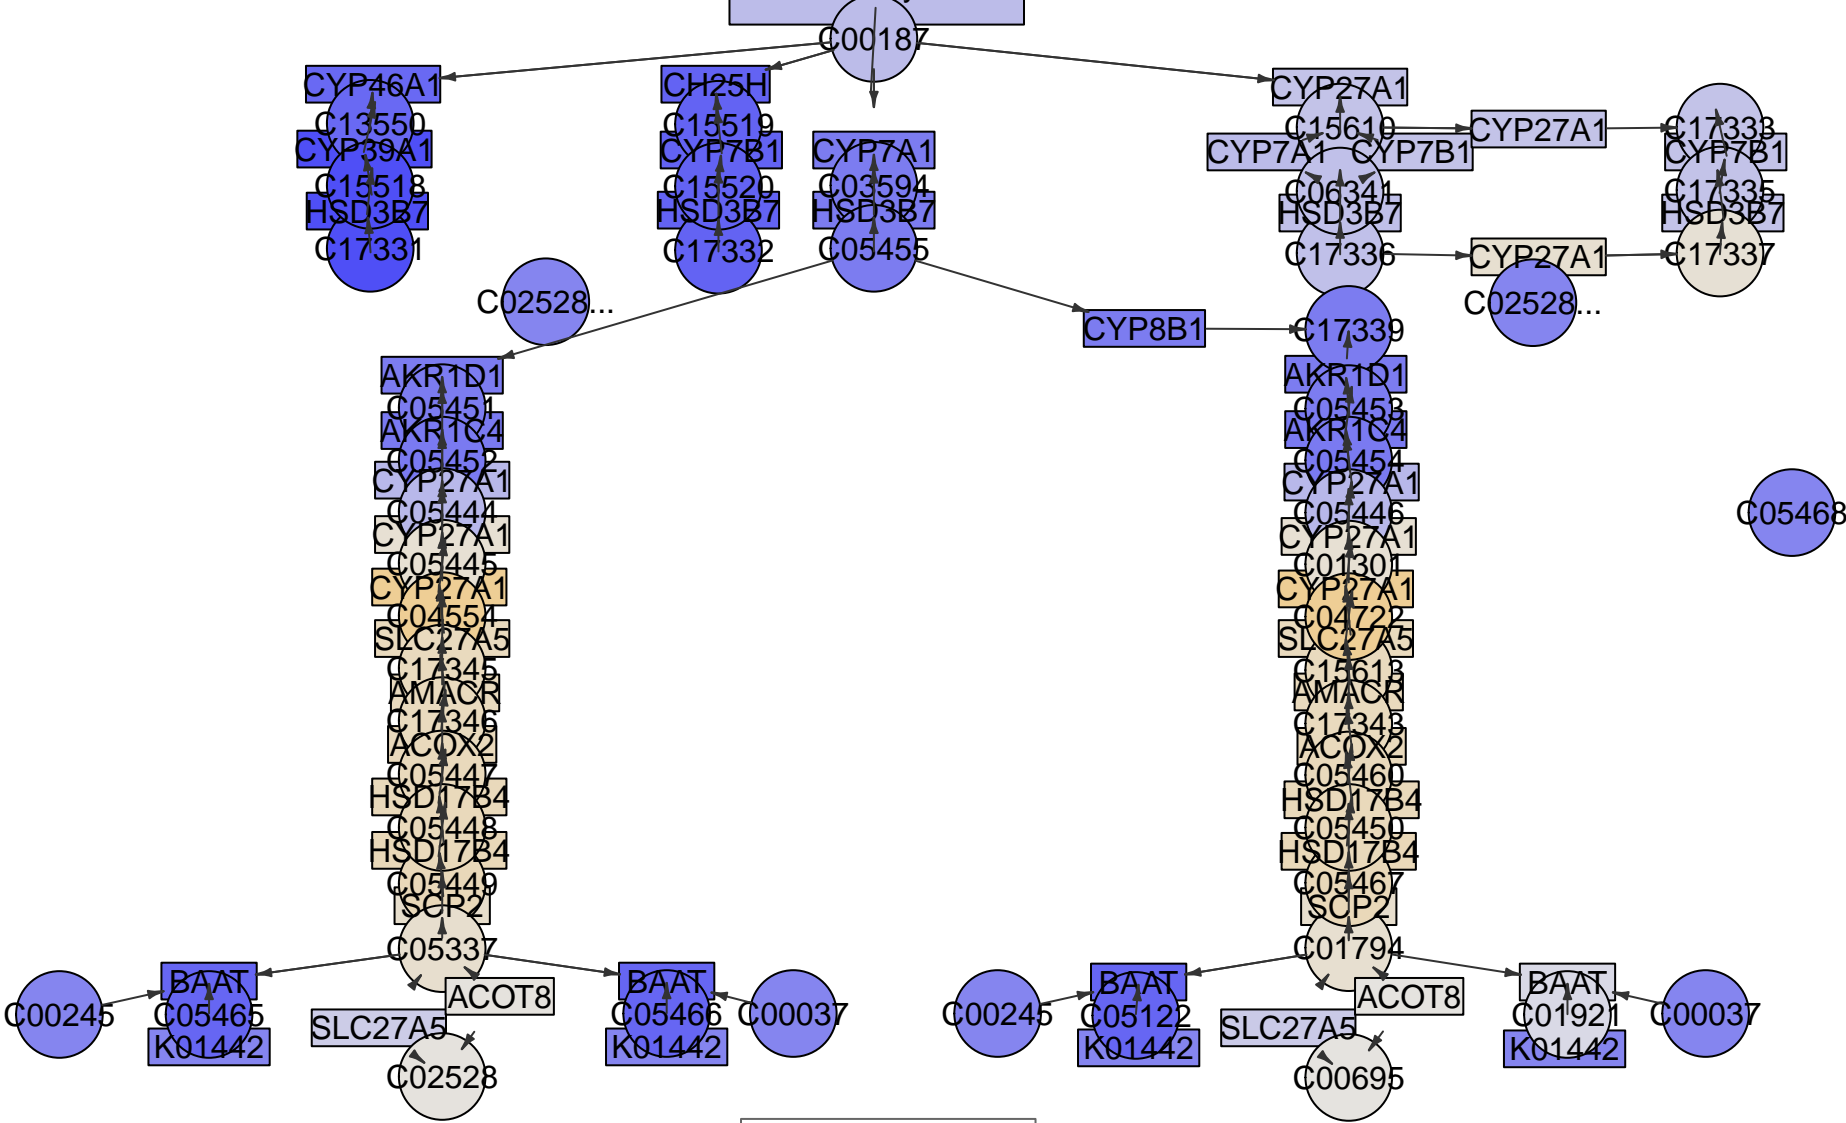 C00187
CYP46A1
CH25H
CYP27A1
C13550
C15519
C15610
CYP27A1
C17333
CYP39A1
CYP7B1
CYP7A1
CYP7A1
CYP7B1
CYP7B1
C15518
C15520
C03594
C06341
C17335
HSD3B7
HSD3B7
HSD3B7
HSD3B7
HSD3B7
C17331
C17332
C05455
C17336
CYP27A1
C17337
C02528...
C02528...
CYP8B1
C17339
AKR1D1
AKR1D1
C05451
C05453
AKR1C4
AKR1C4
C05452
C05454
CYP27A1
CYP27A1
C05444
C05446
C05468
CYP27A1
CYP27A1
C05445
C01301
CYP27A1
CYP27A1
C04554
C04722
SLC27A5
SLC27A5
C17345
C15613
AMACR
AMACR
C17346
C17343
ACOX2
ACOX2
C05447
C05460
HSD17B4
HSD17B4
C05448
C05450
HSD17B4
HSD17B4
C05449
C05467
SCP2
SCP2
C05337
C01794
BAAT
BAAT
BAAT
BAAT
ACOT8
ACOT8
C00245
C05465
C05466
C00037
C00245
C05122
C01921
C00037
SLC27A5
SLC27A5
K01442
K01442
K01442
K01442
C02528
C00695